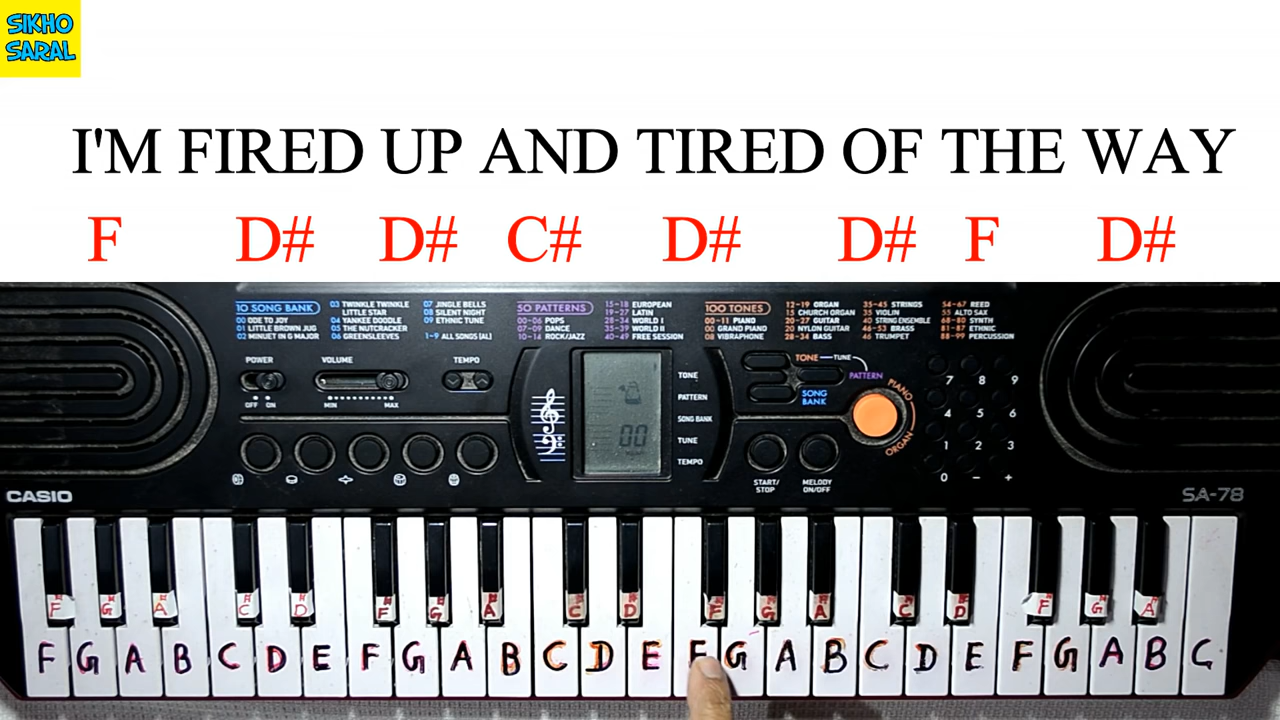 SIKHO
SARAL
I'M FIRED UP AND TIRED OF THE WAY
F D# D# C# D# D# F D#
10 SONG BANK
00 ODE TO JOY
01 LITTLE BROWN JUG
02 MINUET IN G MAJOR
03 TWINKLE TWINKLE
LITTLE STAR
04 YANKEE DOODLE
05 THE NUTCRACKER
06 GREENSLEEVES
07 JINGLE BELLS
08 SILENT NIGHT
09 ETHNIC TUNE
1-9 ALL SONGS (AL)
50 PATTERNS
00-06 POPS
07-09 DANCE
10-14 ROCK/JAZZ
15-18 EUROPEAN
19-27 LATIN
28-34 WORLD I
35-39 WORLD II
40-49 FREE SESSION
100 TONES
00-11 PIANO
00 GRAND PIANO
08 VIBRAPHONE
12-19 ORGAN
15 CHURCH ORGAN
20-27 GUITAR
20 NYLON GUITAR
28-34 BASS
35-45 STRINGS
35 VIOLIN
40 STRING ENSEMBLE
46-53 BRASS
46 TRUMPET
54-67 REED
55 ALTO SAX
68-80 SYNTH
81-87 ETHNIC
88-99 PERCUSSION
POWER
OFF ON
VOLUME
MIN MAX
TEMPO
00
TONE
PATTERN
SONG BANK
TUNE
TEMPO
TONE TUNE
PATTERN
SONG
BANK
PIANO
ORGAN
7 8 9
4 5 6
1 2 3
0 - +
START/
STOP
MELODY
ON/OFF
CASIO
SA-78
F# G# A# C# D# F# G# A# C# D# F# G# A# C# D# F# G# A#
F G A B C D E F G A B C D E F G A B C D E F G A B C